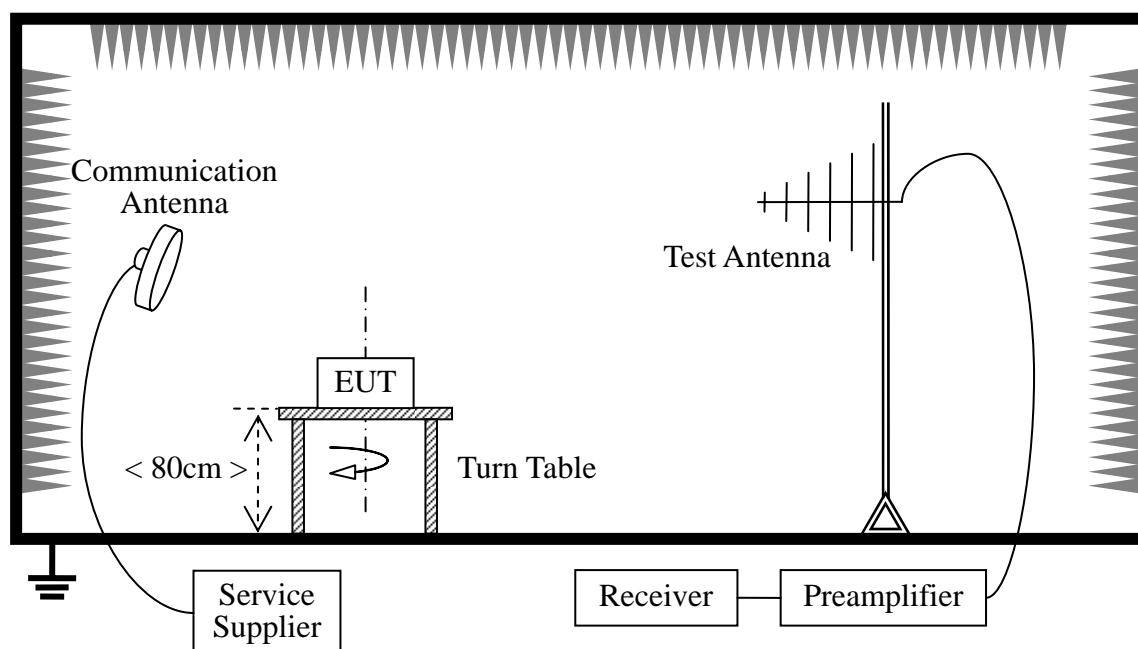 Communication
Antenna
Test Antenna
EUT
< 80cm >
Turn Table
Service
Supplier
Receiver
Preamplifier